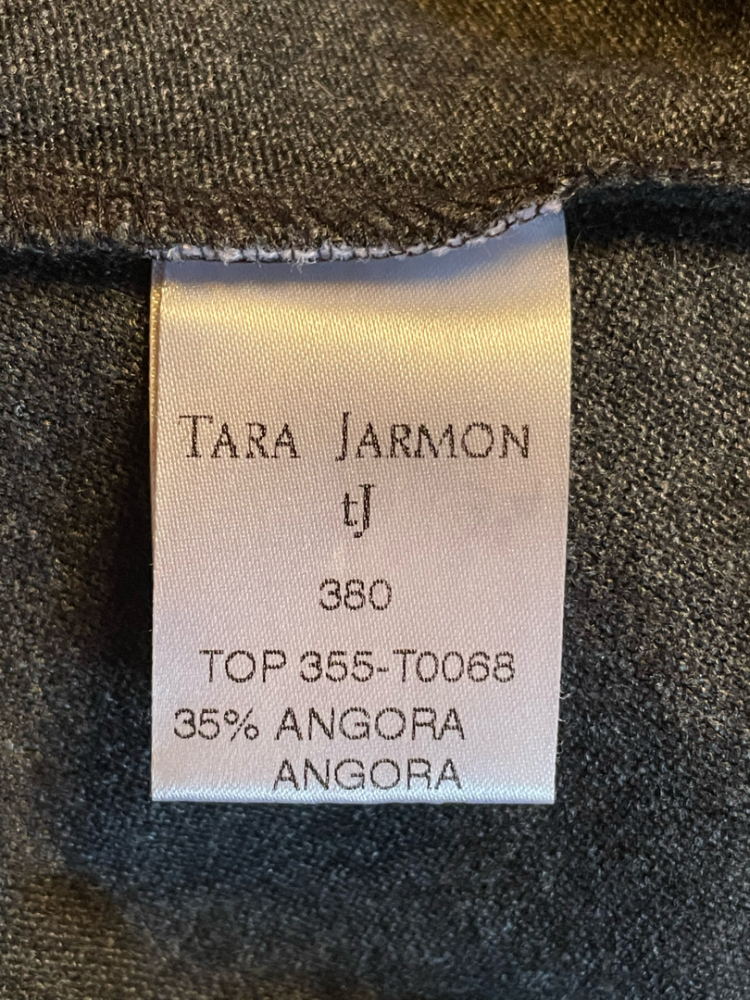 TARA JARMON
tJ
380
TOP 355-T0068
35% ANGORA
ANGORA